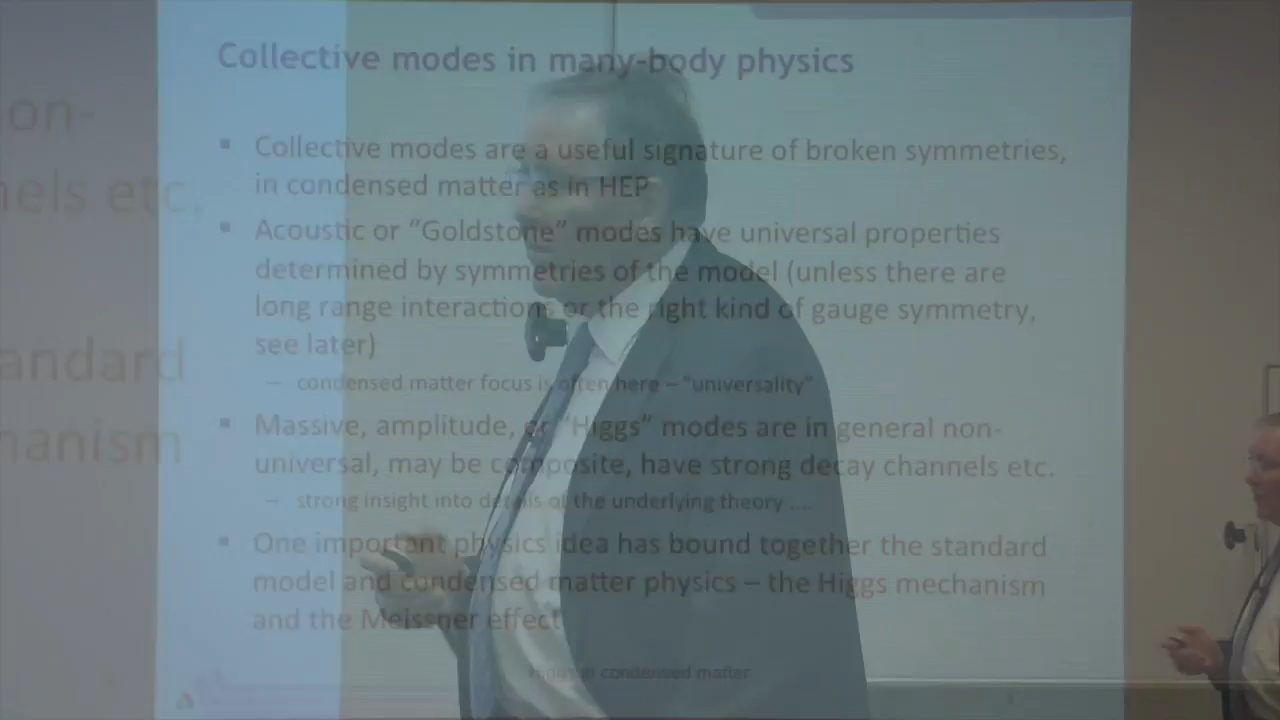 Collective modes in many-body physics
on-
nels etc.
andard
hanism
▪ Collective modes are a useful signature of broken symmetries,
in condensed matter as in HEP
▪ Acoustic or “Goldstone” modes have universal properties
determined by symmetries of the model (unless there are
long range interactions or the right kind of gauge symmetry,
see later)
– condensed matter focus is often here – "universality"
▪ Massive, amplitude, or “Higgs” modes are in general non-
universal, may be composite, have strong decay channels etc.
– strong insight into details of the underlying theory ....
▪ One important physics idea has bound together the standard
model and condensed matter physics – the Higgs mechanism
and the Meissner effect
Higgs in condensed matter